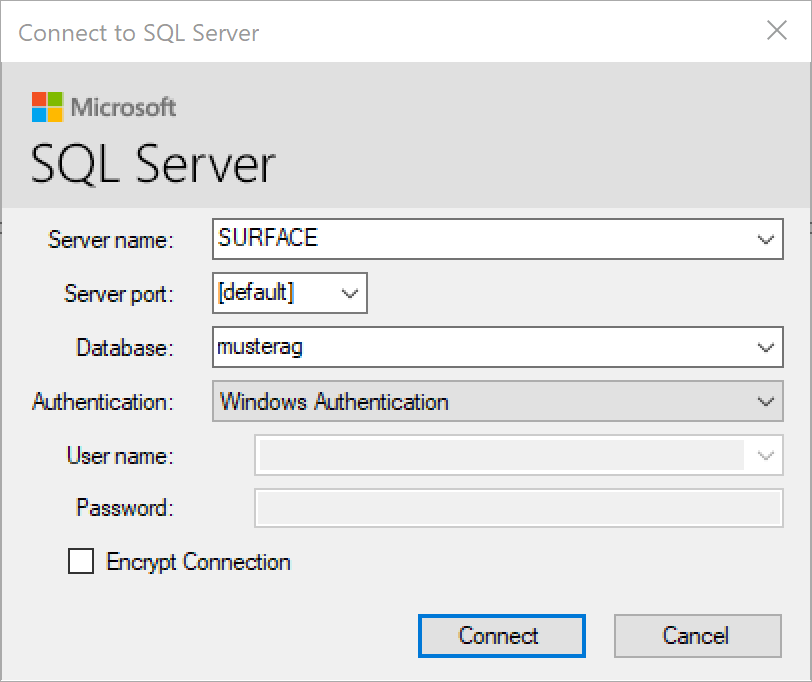 Connect to SQL Server
Microsoft
SQL Server
Server name: SURFACE
Server port: [default]
Database: musterag
Authentication: Windows Authentication
User name:
Password:
Encrypt Connection
Connect Cancel